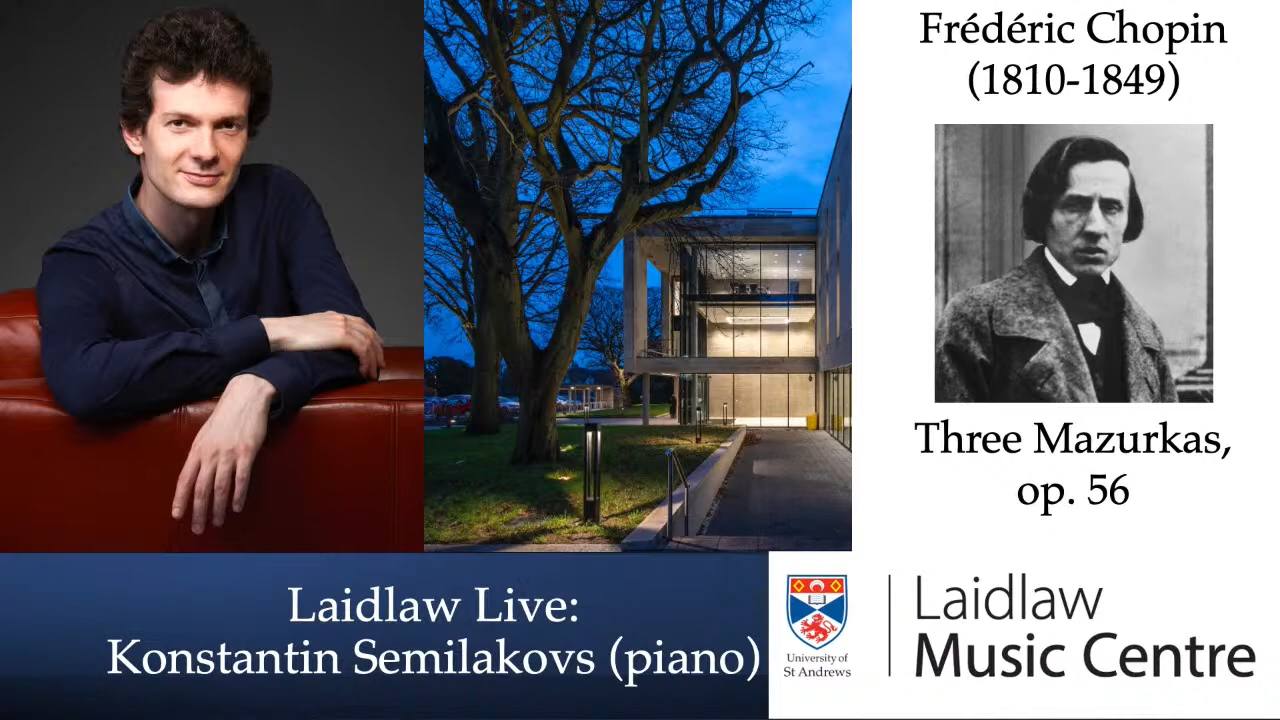 Frédéric Chopin
(1810-1849)
Three Mazurkas,
op. 56
Laidlaw Live:
Konstantin Semilakovs (piano)
University of
St Andrews
Laidlaw
Music Centre